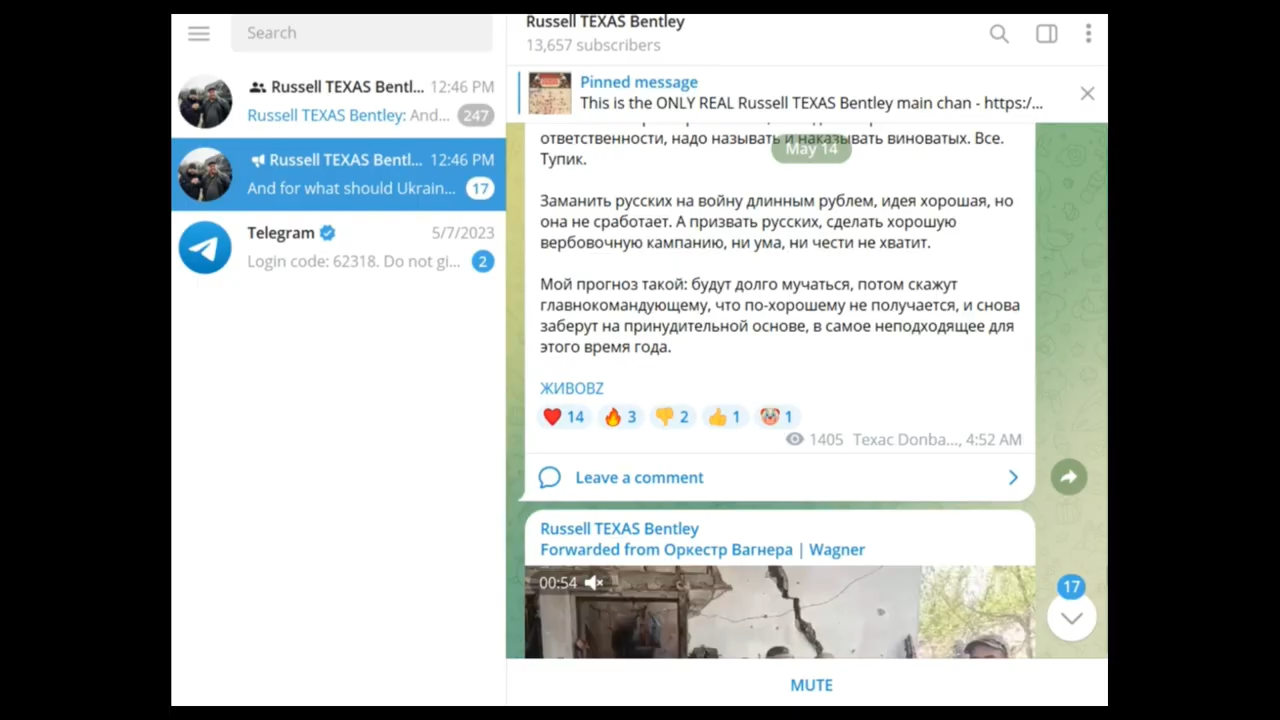 Search
Russell TEXAS Bentl... 12:46 PM
Russell TEXAS Bentley: And... 247
Russell TEXAS Bentl... 12:46 PM
And for what should Ukrain... 17
Telegram 5/7/2023
Login code: 62318. Do not gi... 2
Russell TEXAS Bentley
13,657 subscribers
Pinned message
This is the ONLY REAL Russell TEXAS Bentley main chan - https:/...
May 14
ответственности, надо называть и наказывать виноватых. Все.
Тупик.
Заманить русских на войну длинным рублем, идея хорошая, но
она не сработает. А призвать русских, сделать хорошую
вербовочную кампанию, ни ума, ни чести не хватит.
Мой прогноз такой: будут долго мучаться, потом скажут
главнокомандующему, что по-хорошему не получается, и снова
заберут на принудительной основе, в самое неподходящее для
этого время года.
ЖИВОВZ
14 3 2 1 1
1405 Texac Donba..., 4:52 AM
Leave a comment
Russell TEXAS Bentley
Forwarded from Оркестр Вагнера | Wagner
00:54
17
MUTE